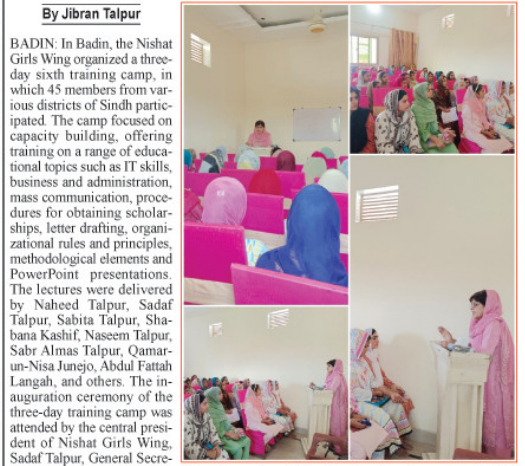 By Jibran Talpur
BADIN: In Badin, the Nishat
Girls Wing organized a three-
day sixth training camp, in
which 45 members from var-
ious districts of Sindh partic-
ipated. The camp focused on
capacity building, offering
training on a range of educa-
tional topics such as IT skills,
business and administration,
mass communication, proce-
dures for obtaining scholar-
ships, letter drafting, organi-
zational rules and principles,
methodological elements and
PowerPoint presentations.
The lectures were delivered
by Naheed Talpur, Sadaf
Talpur, Sabita Talpur, Sha-
bana Kashif, Naseem Talpur,
Sabr Almas Talpur, Qamar-
un-Nisa Junejo, Abdul Fattah
Langah, and others. The in-
auguration ceremony of the
three-day training camp was
attended by the central presi-
dent of Nishat Girls Wing,
Sadaf Talpur, General Secre-